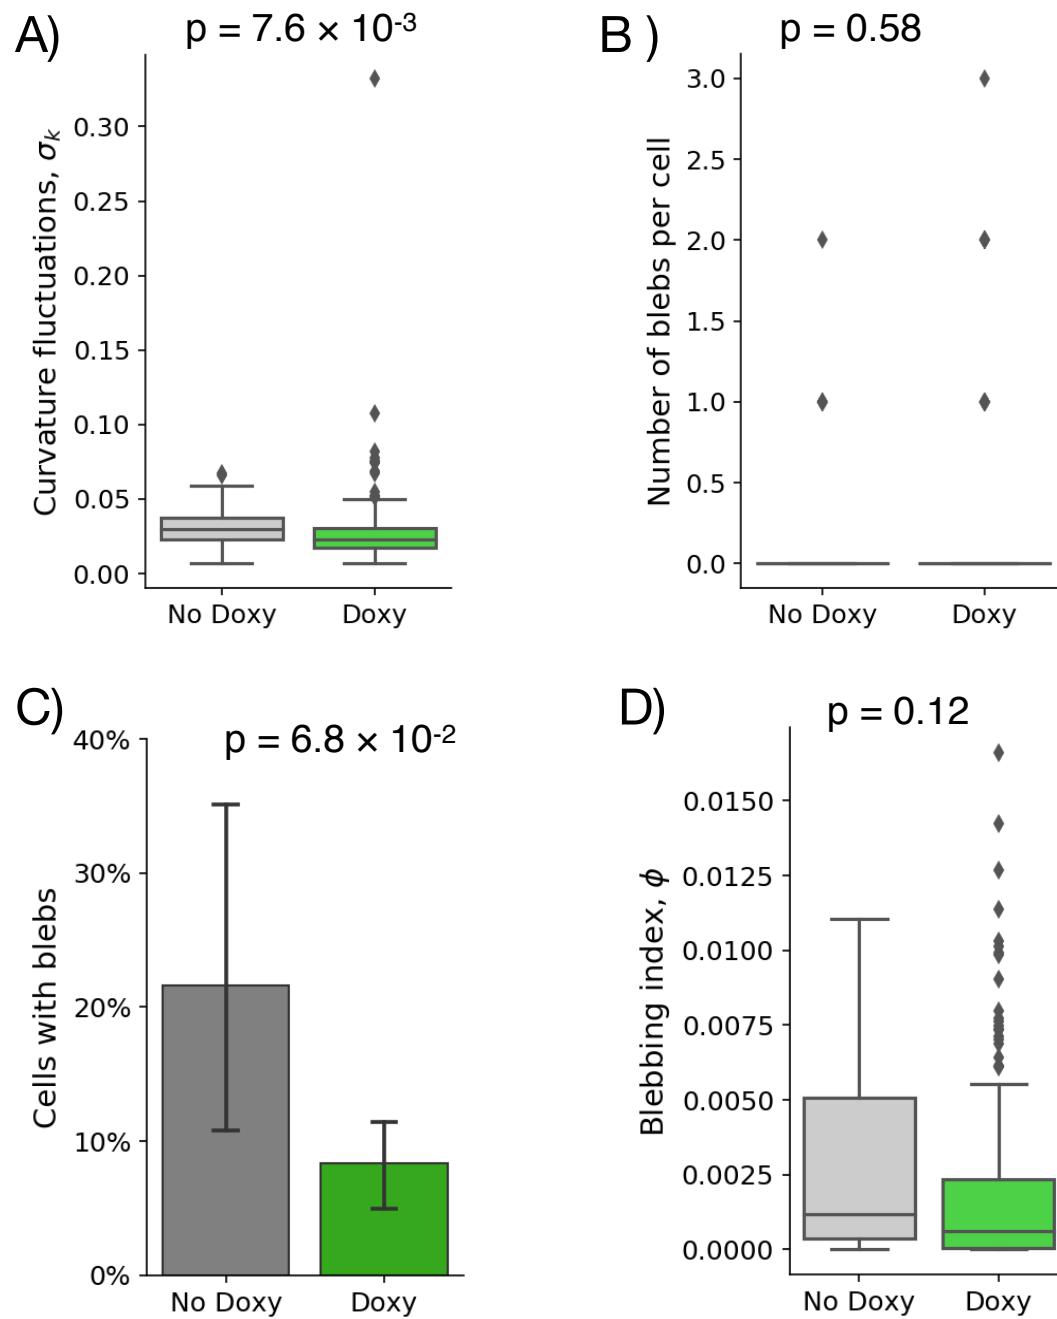 A)
p = 7.6 × 10-3
Curvature fluctuations, σk
0.30
0.25
0.20
0.15
0.10
0.05
0.00
No Doxy
Doxy
B )
p = 0.58
Number of blebs per cell
3.0
2.5
2.0
1.5
1.0
0.5
0.0
No Doxy
Doxy
C)
p = 6.8 × 10-2
Cells with blebs
40%
30%
20%
10%
0%
No Doxy
Doxy
D)
p = 0.12
Blebbing index, ϕ
0.0150
0.0125
0.0100
0.0075
0.0050
0.0025
0.0000
No Doxy
Doxy